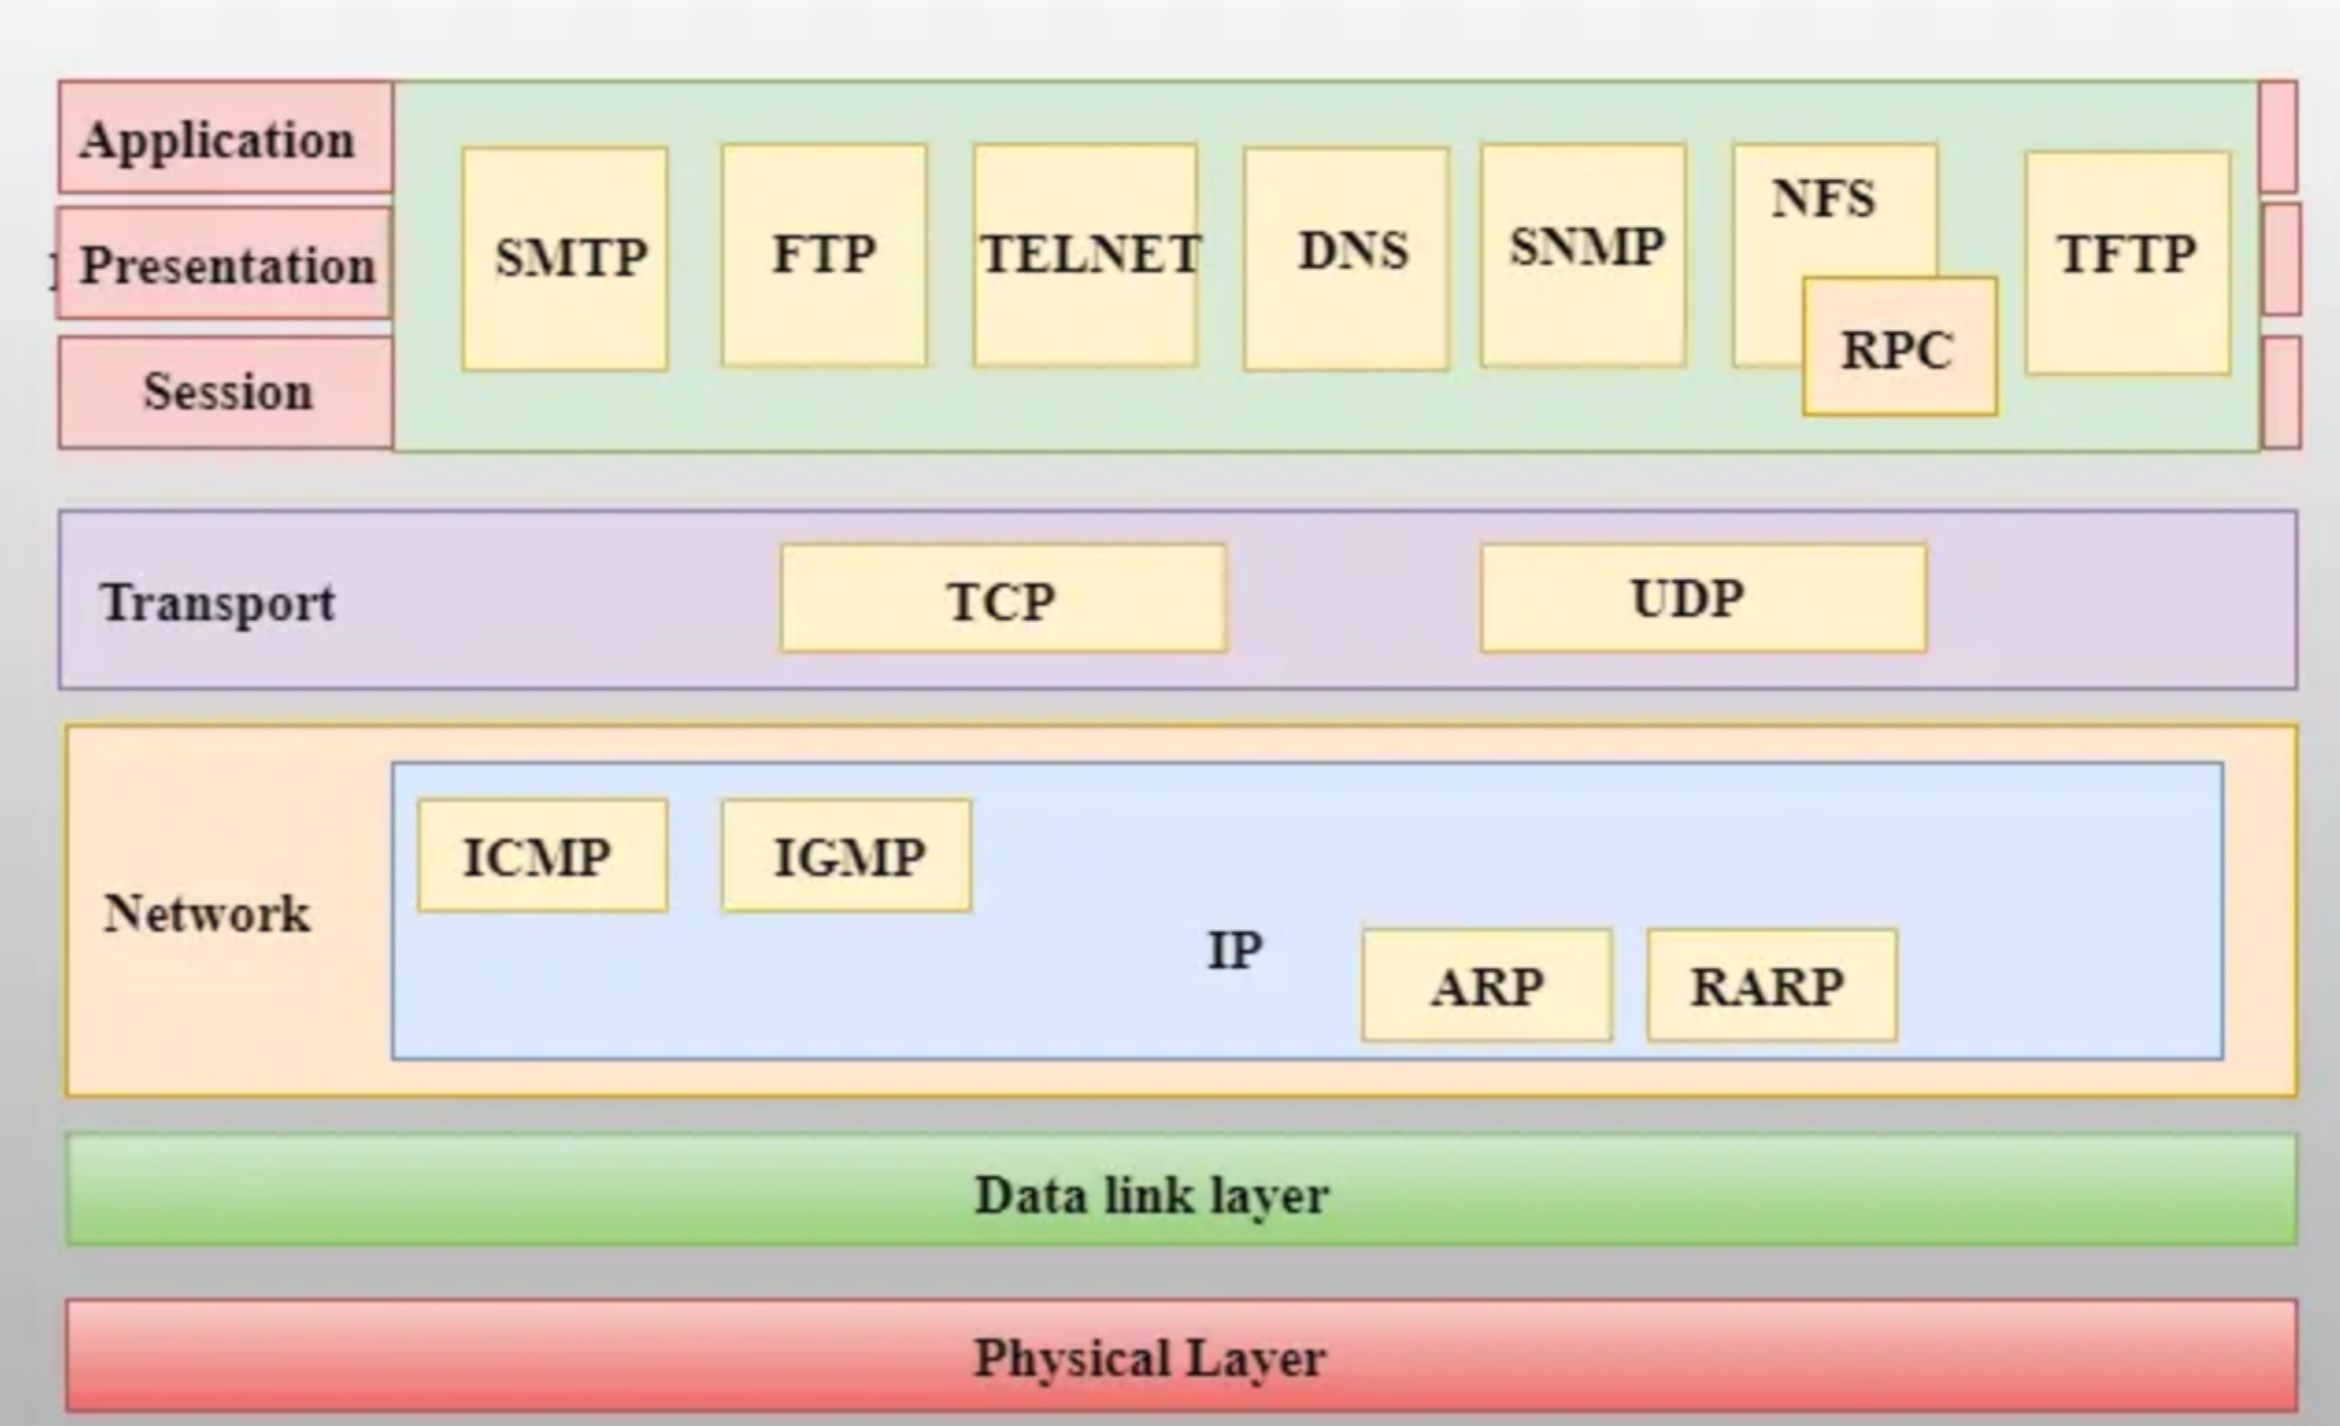 Application
Presentation
Session
SMTP
FTP
TELNET
DNS
SNMP
NFS
RPC
TFTP
Transport
TCP
UDP
Network
ICMP
IGMP
IP
ARP
RARP
Data link layer
Physical Layer